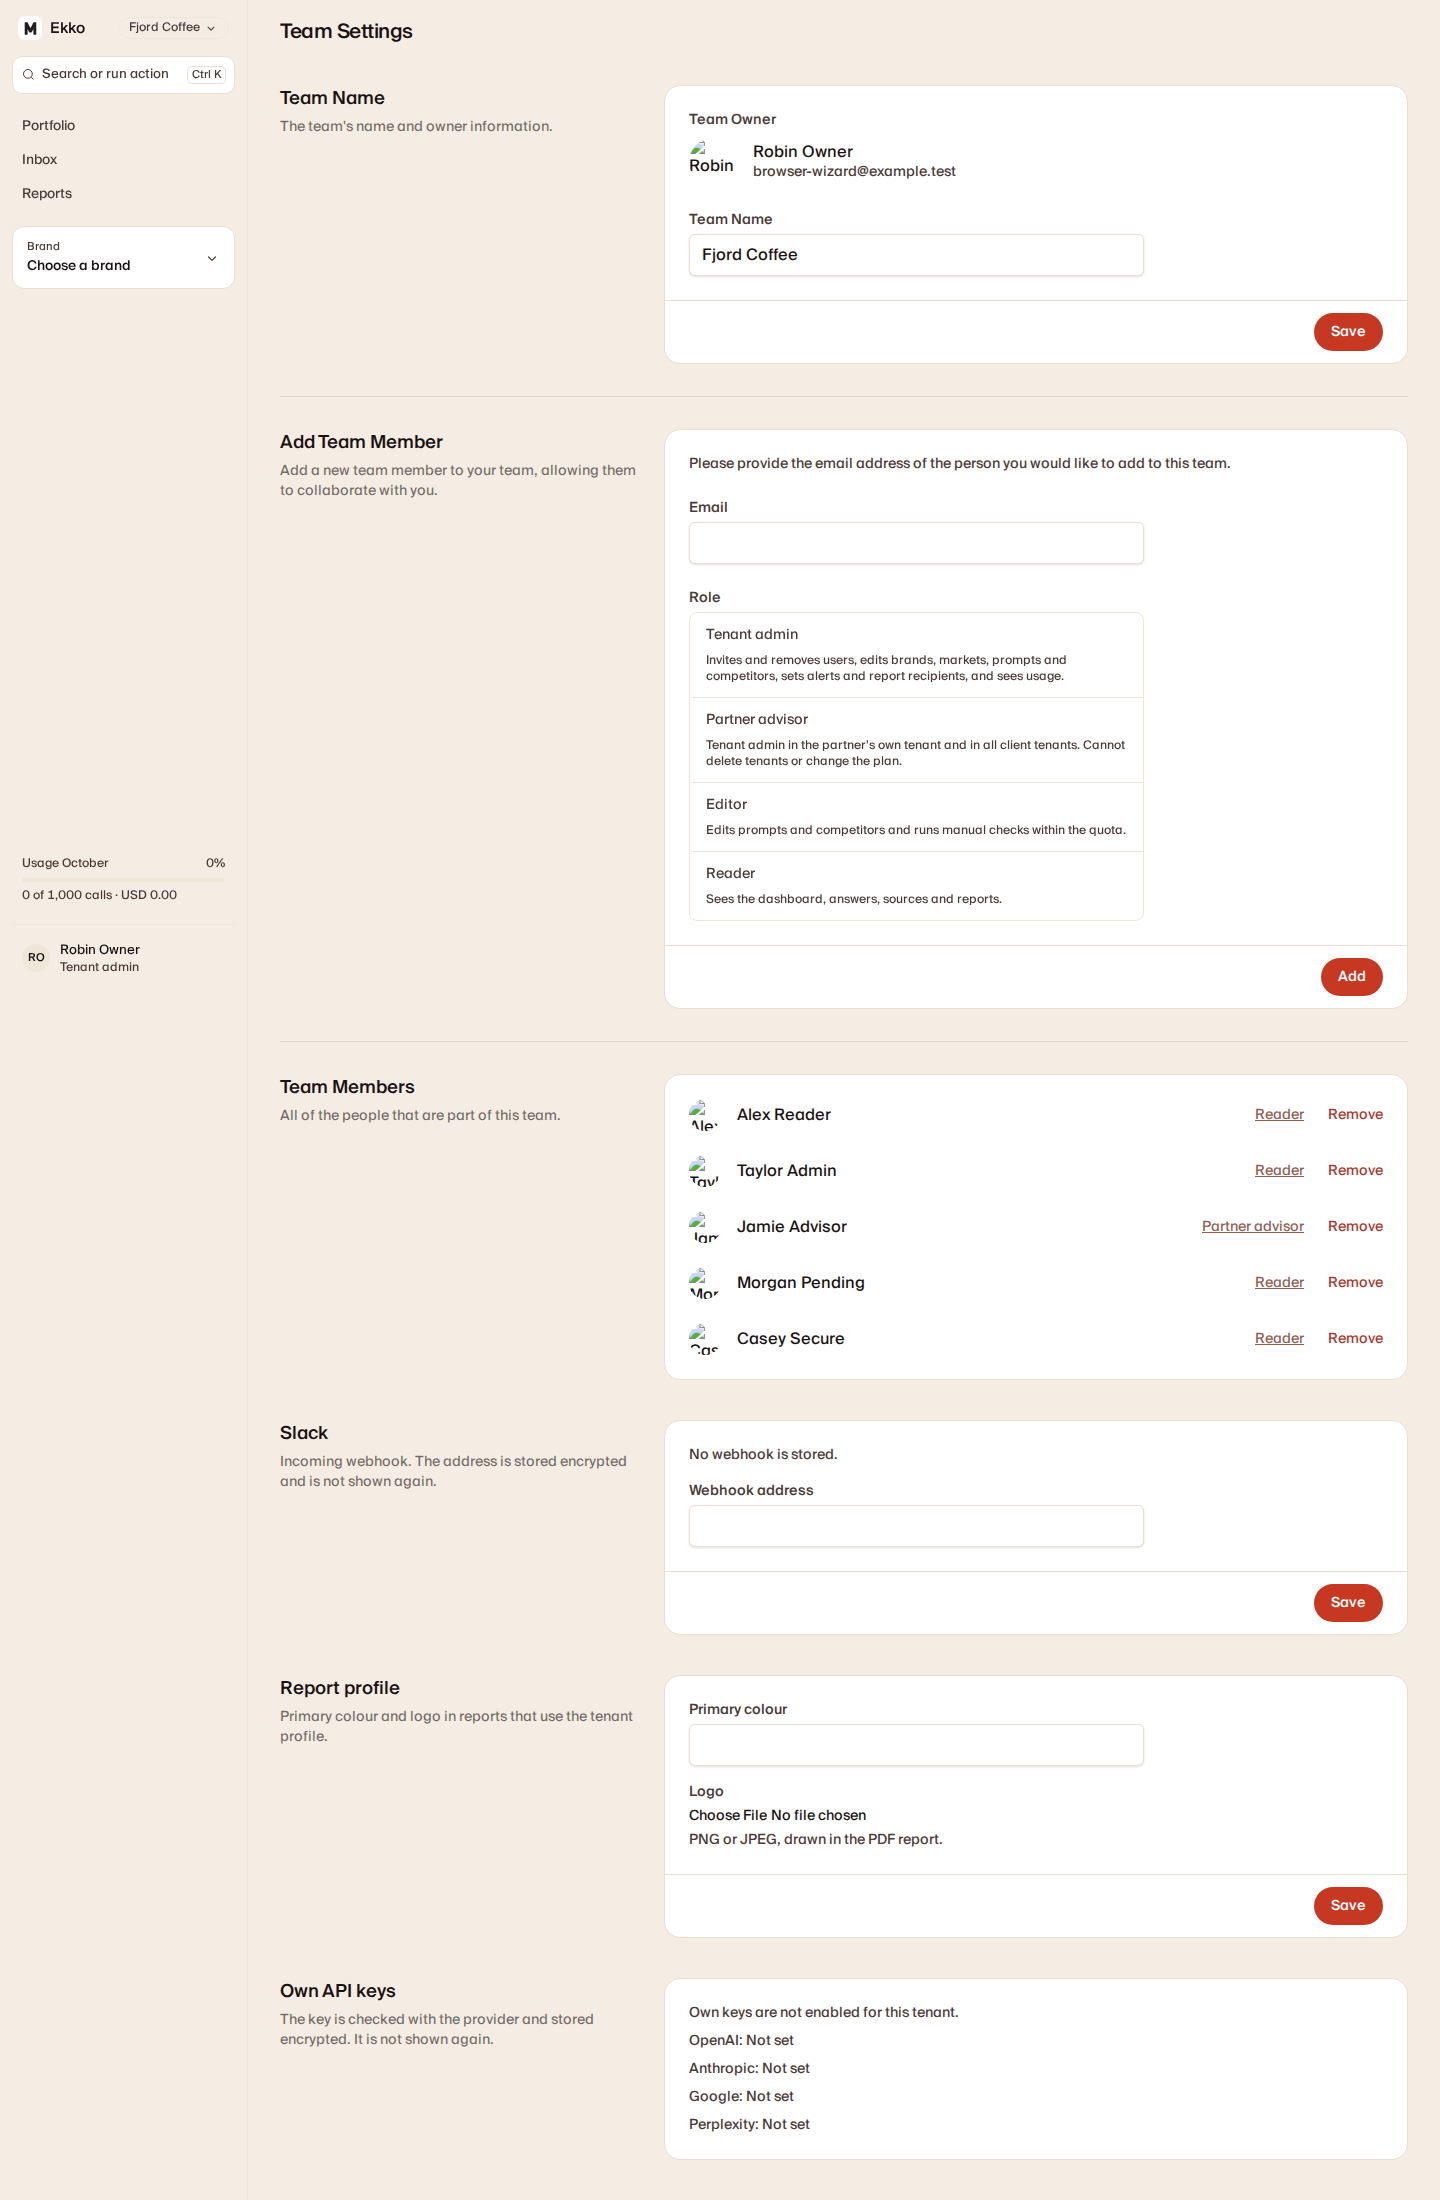 Ekko
Fjord Coffee
Search or run action
Ctrl K
Portfolio
Inbox
Reports
Brand
Choose a brand
Usage October
0%
0 of 1,000 calls · USD 0.00
RO
Robin Owner
Tenant admin
Team Settings
Team Name
The team's name and owner information.
Team Owner
Robin
Robin Owner
browser-wizard@example.test
Team Name
Fjord Coffee
Save
Add Team Member
Add a new team member to your team, allowing them
to collaborate with you.
Please provide the email address of the person you would like to add to this team.
Email
Role
Tenant admin
Invites and removes users, edits brands, markets, prompts and
competitors, sets alerts and report recipients, and sees usage.
Partner advisor
Tenant admin in the partner's own tenant and in all client tenants. Cannot
delete tenants or change the plan.
Editor
Edits prompts and competitors and runs manual checks within the quota.
Reader
Sees the dashboard, answers, sources and reports.
Add
Team Members
All of the people that are part of this team.
Alex Reader
Reader
Remove
Taylor Admin
Reader
Remove
Jamie Advisor
Partner advisor
Remove
Morgan Pending
Reader
Remove
Casey Secure
Reader
Remove
Slack
Incoming webhook. The address is stored encrypted
and is not shown again.
No webhook is stored.
Webhook address
Save
Report profile
Primary colour and logo in reports that use the tenant
profile.
Primary colour
Logo
Choose File No file chosen
PNG or JPEG, drawn in the PDF report.
Save
Own API keys
The key is checked with the provider and stored
encrypted. It is not shown again.
Own keys are not enabled for this tenant.
OpenAI: Not set
Anthropic: Not set
Google: Not set
Perplexity: Not set